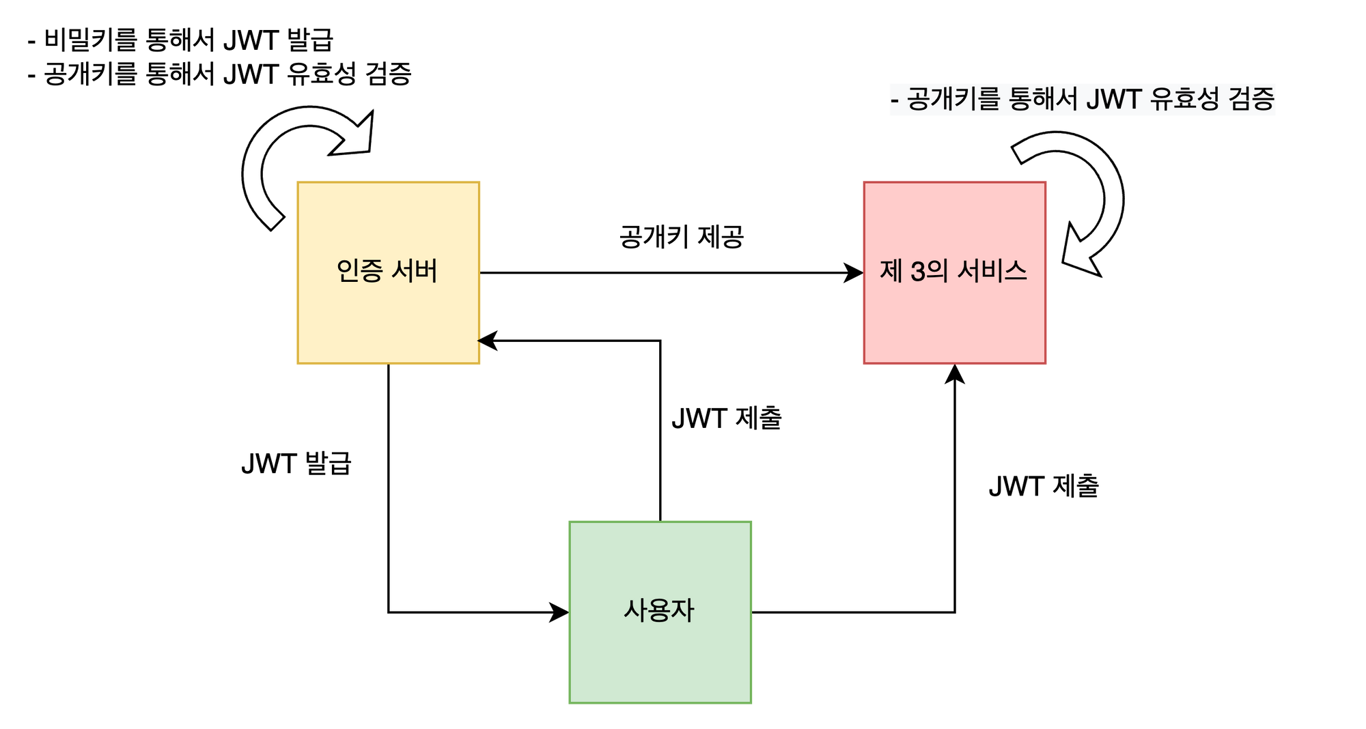 - 비밀키를 통해서 JWT 발급
- 공개키를 통해서 JWT 유효성 검증
- 공개키를 통해서 JWT 유효성 검증
공개키 제공
인증 서버
제 3의 서비스
JWT 제출
JWT 발급
JWT 제출
사용자